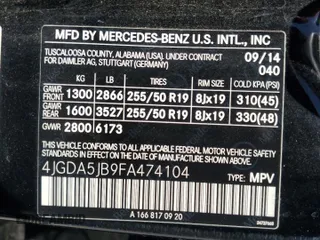 MFD BY MERCEDES-BENZ U.S. INTL., INC
TUSCALOOSA COUNTY, ALABAMA (USA), UNDER CONTRACT 09/14
FOR DAIMLER AG, STUTTGART (GERMANY) 040
KG LB TIRES RIM SIZE COLD KPA (PSI)
GAWR FRONT 1300 2866 255/50 R19 8Jx19 310(45)
GAWR REAR 1600 3527 255/50 R19 8Jx19 330(48)
GVWR 2800 6173
THIS VEHICLE CONFORMS TO ALL APPLICABLE FEDERAL MOTOR VEHICLE SAFETY STANDARDS IN EFFECT ON THE DATE OF MANUFACTURE SHOWN ABOVE.
4JGDA5JB9FA474104 TYPE: MPV
A 166 817 09 20